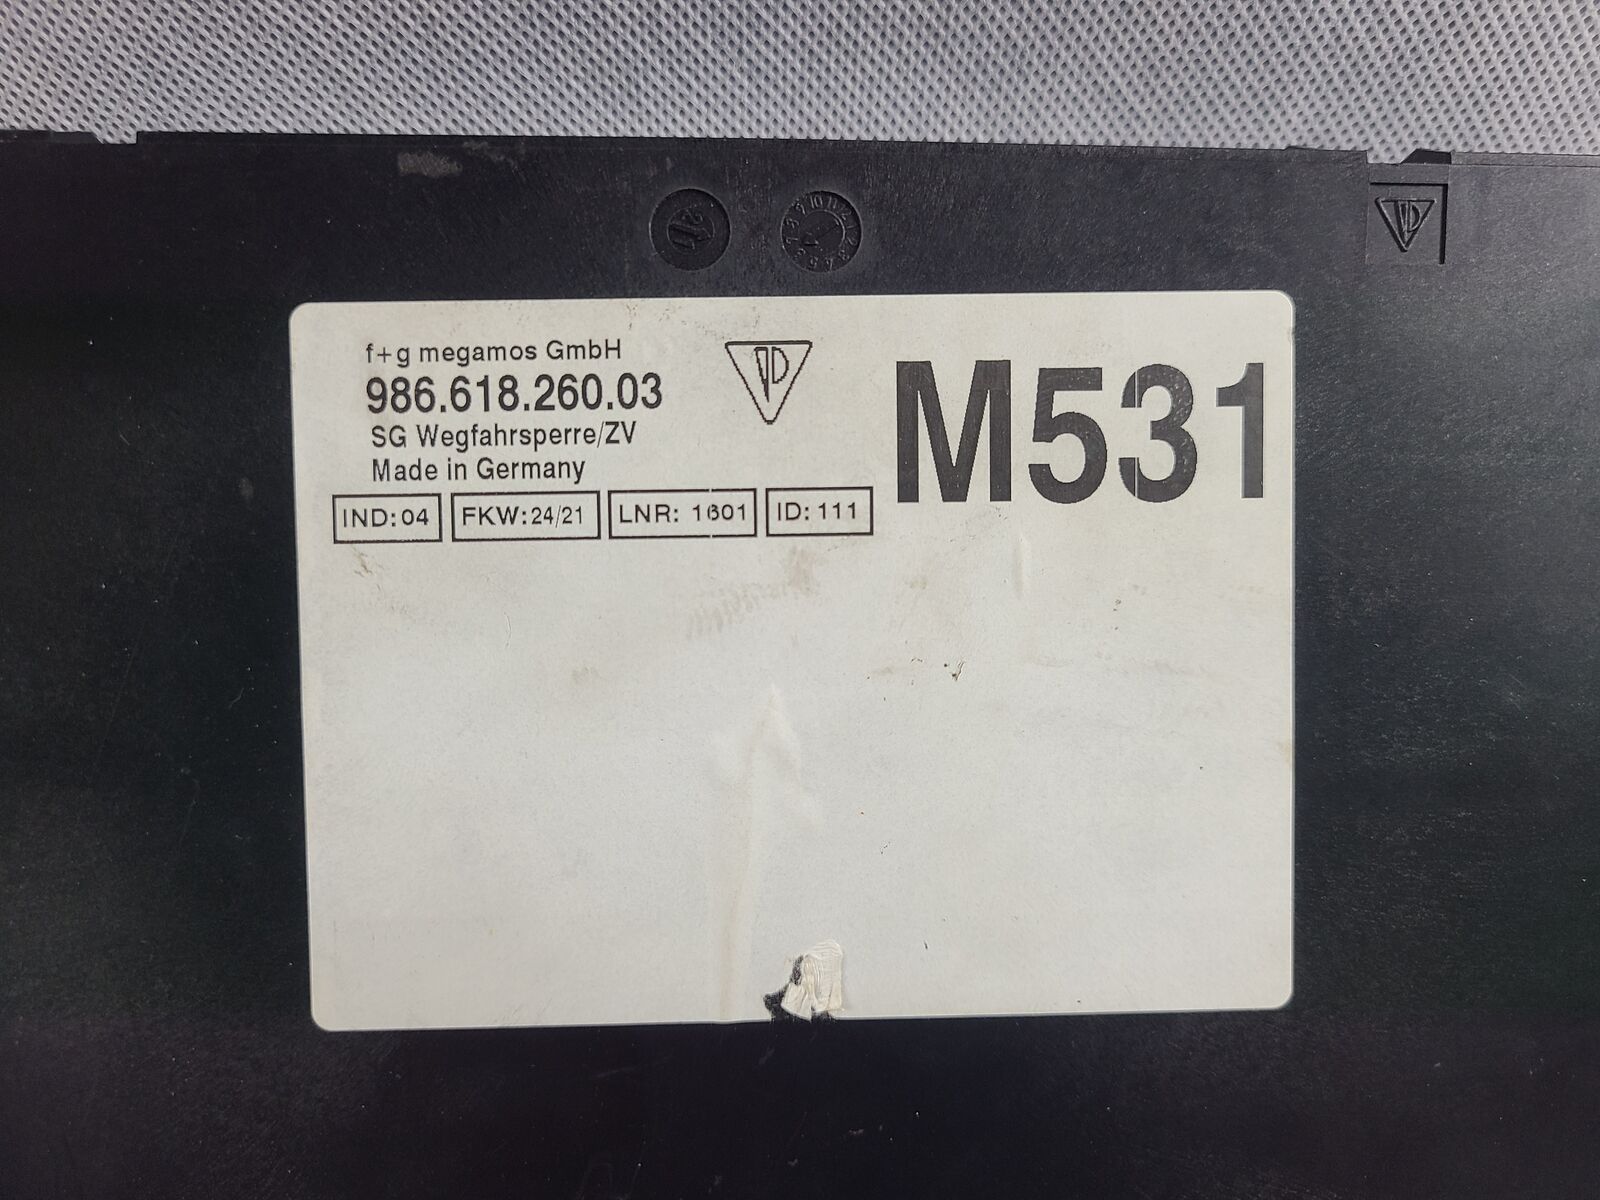 f+g megamos GmbH
986.618.260.03
SG Wegfahrsperre/ZV
Made in Germany
M531
IND:04
FKW:24/21
LNR: 1601
ID:111